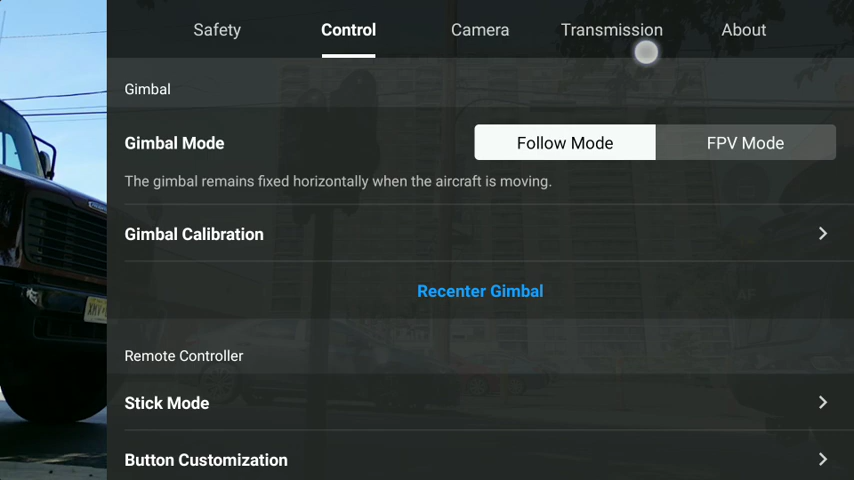 Safety Control Camera Transmission About
Gimbal
Gimbal Mode Follow Mode FPV Mode
The gimbal remains fixed horizontally when the aircraft is moving.
Gimbal Calibration
Recenter Gimbal
AF
Remote Controller
Stick Mode
Button Customization